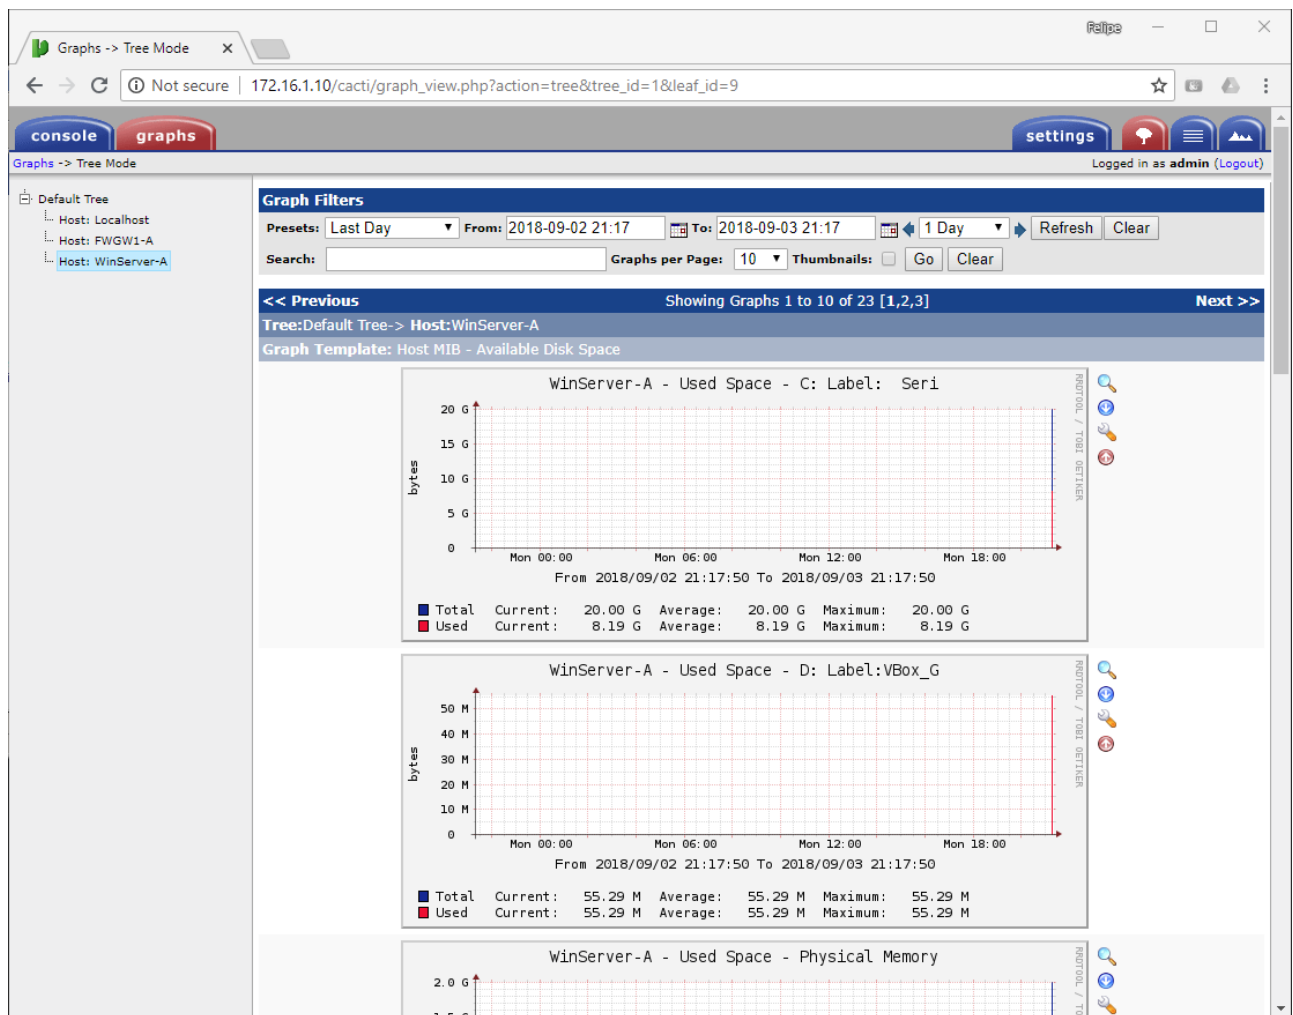 Felipe
Graphs -> Tree Mode
Not secure | 172.16.1.10/cacti/graph_view.php?action=tree&tree_id=1&leaf_id=9
console graphs settings
Graphs -> Tree Mode Logged in as admin (Logout)
Default Tree
Host: Localhost
Host: FWGW1-A
Host: WinServer-A
Graph Filters
Presets: Last Day From: 2018-09-02 21:17 To: 2018-09-03 21:17 1 Day Refresh Clear
Search: Graphs per Page: 10 Thumbnails: Go Clear
<< Previous Showing Graphs 1 to 10 of 23 [1,2,3] Next >>
Tree:Default Tree-> Host:WinServer-A
Graph Template: Host MIB - Available Disk Space
WinServer-A - Used Space - C: Label: Seri
RRDTOOL / TOBI OETIKER
bytes
20 G
15 G
10 G
5 G
0
Mon 00:00 Mon 06:00 Mon 12:00 Mon 18:00
From 2018/09/02 21:17:50 To 2018/09/03 21:17:50
Total Current: 20.00 G Average: 20.00 G Maximum: 20.00 G
Used Current: 8.19 G Average: 8.19 G Maximum: 8.19 G
WinServer-A - Used Space - D: Label:VBox_G
RRDTOOL / TOBI OETIKER
bytes
50 M
40 M
30 M
20 M
10 M
0
Mon 00:00 Mon 06:00 Mon 12:00 Mon 18:00
From 2018/09/02 21:17:50 To 2018/09/03 21:17:50
Total Current: 55.29 M Average: 55.29 M Maximum: 55.29 M
Used Current: 55.29 M Average: 55.29 M Maximum: 55.29 M
WinServer-A - Used Space - Physical Memory
RRDTOOL /
2.0 G